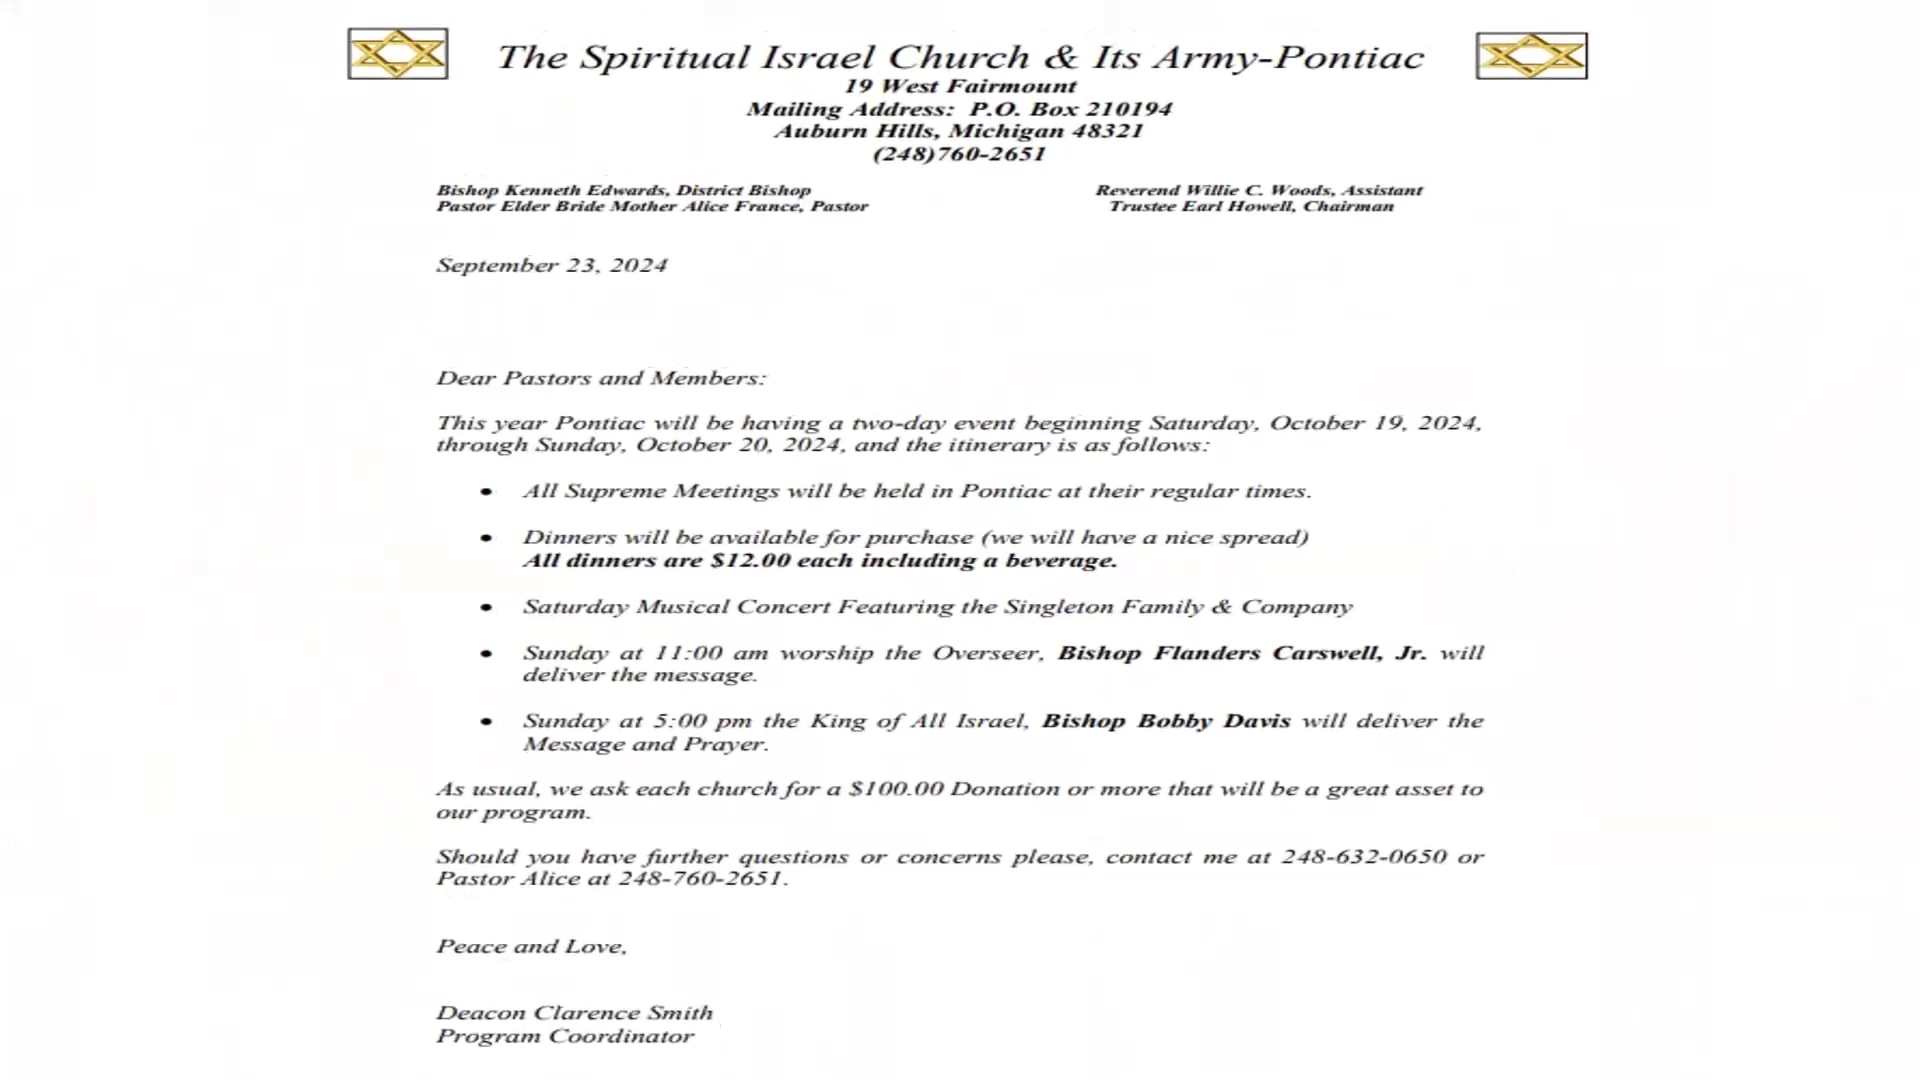 The Spiritual Israel Church & Its Army-Pontiac
19 West Fairmount
Mailing Address: P.O. Box 210194
Auburn Hills, Michigan 48321
(248)760-2651
Bishop Kenneth Edwards, District Bishop
Pastor Elder Bride Mother Alice France, Pastor
Reverend Willie C. Woods, Assistant
Trustee Earl Howell, Chairman
September 23, 2024
Dear Pastors and Members:
This year Pontiac will be having a two-day event beginning Saturday, October 19, 2024,
through Sunday, October 20, 2024, and the itinerary is as follows:
• All Supreme Meetings will be held in Pontiac at their regular times.
• Dinners will be available for purchase (we will have a nice spread)
All dinners are $12.00 each including a beverage.
• Saturday Musical Concert Featuring the Singleton Family & Company
• Sunday at 11:00 am worship the Overseer, Bishop Flanders Carswell, Jr. will
deliver the message.
• Sunday at 5:00 pm the King of All Israel, Bishop Bobby Davis will deliver the
Message and Prayer.
As usual, we ask each church for a $100.00 Donation or more that will be a great asset to
our program.
Should you have further questions or concerns please, contact me at 248-632-0650 or
Pastor Alice at 248-760-2651.
Peace and Love,
Deacon Clarence Smith
Program Coordinator